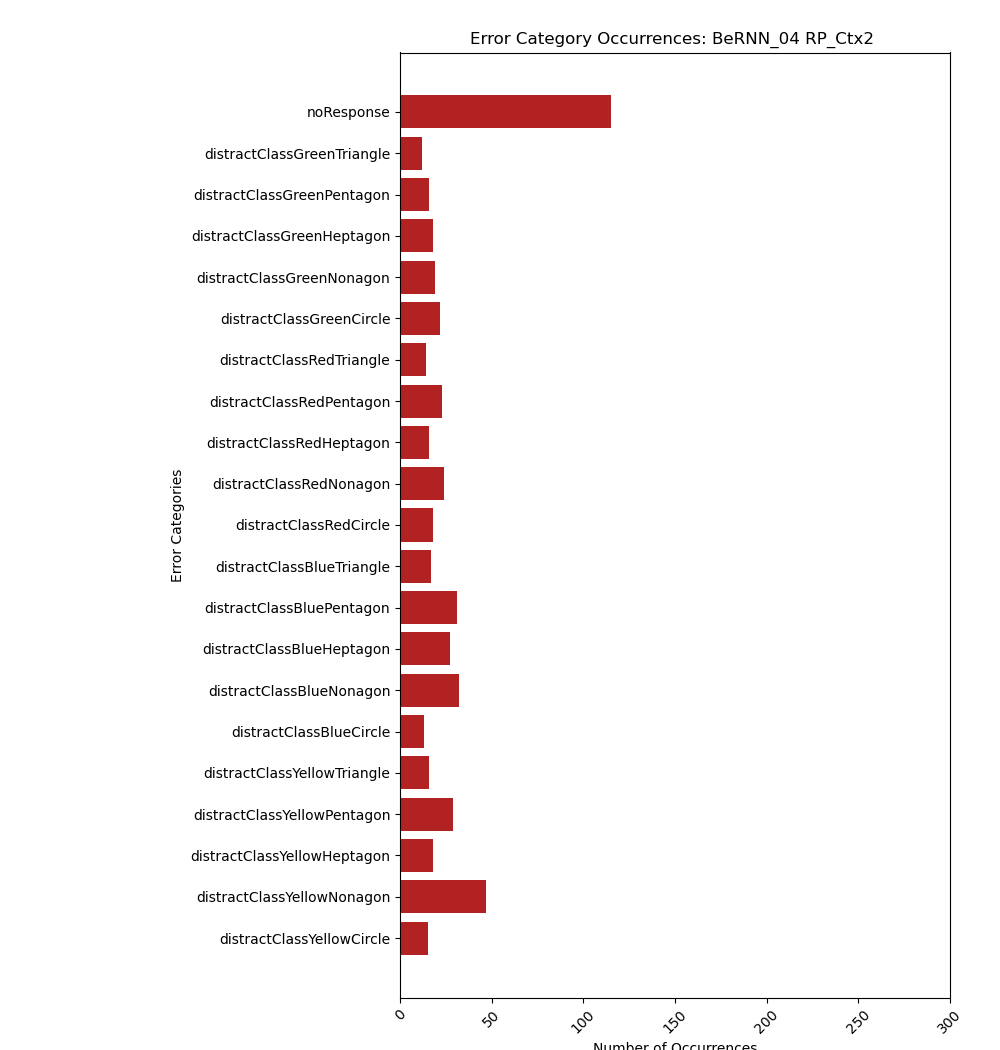 Error Category Occurrences: BeRNN_04 RP_Ctx2
noResponse
distractClassGreenTriangle
distractClassGreenPentagon
distractClassGreenHeptagon
distractClassGreenNonagon
distractClassGreenCircle
distractClassRedTriangle
distractClassRedPentagon
distractClassRedHeptagon
distractClassRedNonagon
distractClassRedCircle
distractClassBlueTriangle
distractClassBluePentagon
distractClassBlueHeptagon
distractClassBlueNonagon
distractClassBlueCircle
distractClassYellowTriangle
distractClassYellowPentagon
distractClassYellowHeptagon
distractClassYellowNonagon
distractClassYellowCircle
Error Categories
0 50 100 150 200 250 300
Number of Occurrences